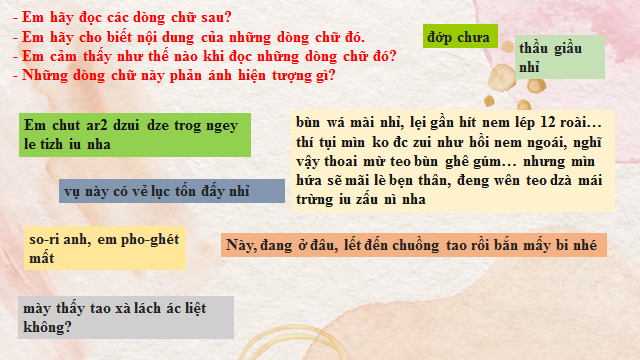 - Em hãy đọc các dòng chữ sau?
- Em hãy cho biết nội dung của những dòng chữ đó.
- Em cảm thấy như thế nào khi đọc những dòng chữ đó?
- Những dòng chữ này phản ánh hiện tượng gì?
đớp chưa
thầu giầu
nhỉ
Em chut ar2 dzui dze trog ngey
le tizh iu nha
bùn wá mài nhỉ, lẹi gần hít nem lép 12 roài…
thí tụi mìn ko đc zui như hồi nem ngoái, nghĩ
vậy thoai mừ teo bùn ghê gúm… nhưng mìn
hứa sẽ mãi lè bẹn thân, đeng wên teo dzà mái
trừng iu zấu nì nha
vụ này có vẻ lục tốn đấy nhỉ
so-ri anh, em pho-ghét
mất
Này, đang ở đâu, lết đến chuồng tao rồi bắn mấy bi nhé
mày thấy tao xà lách ác liệt
không?